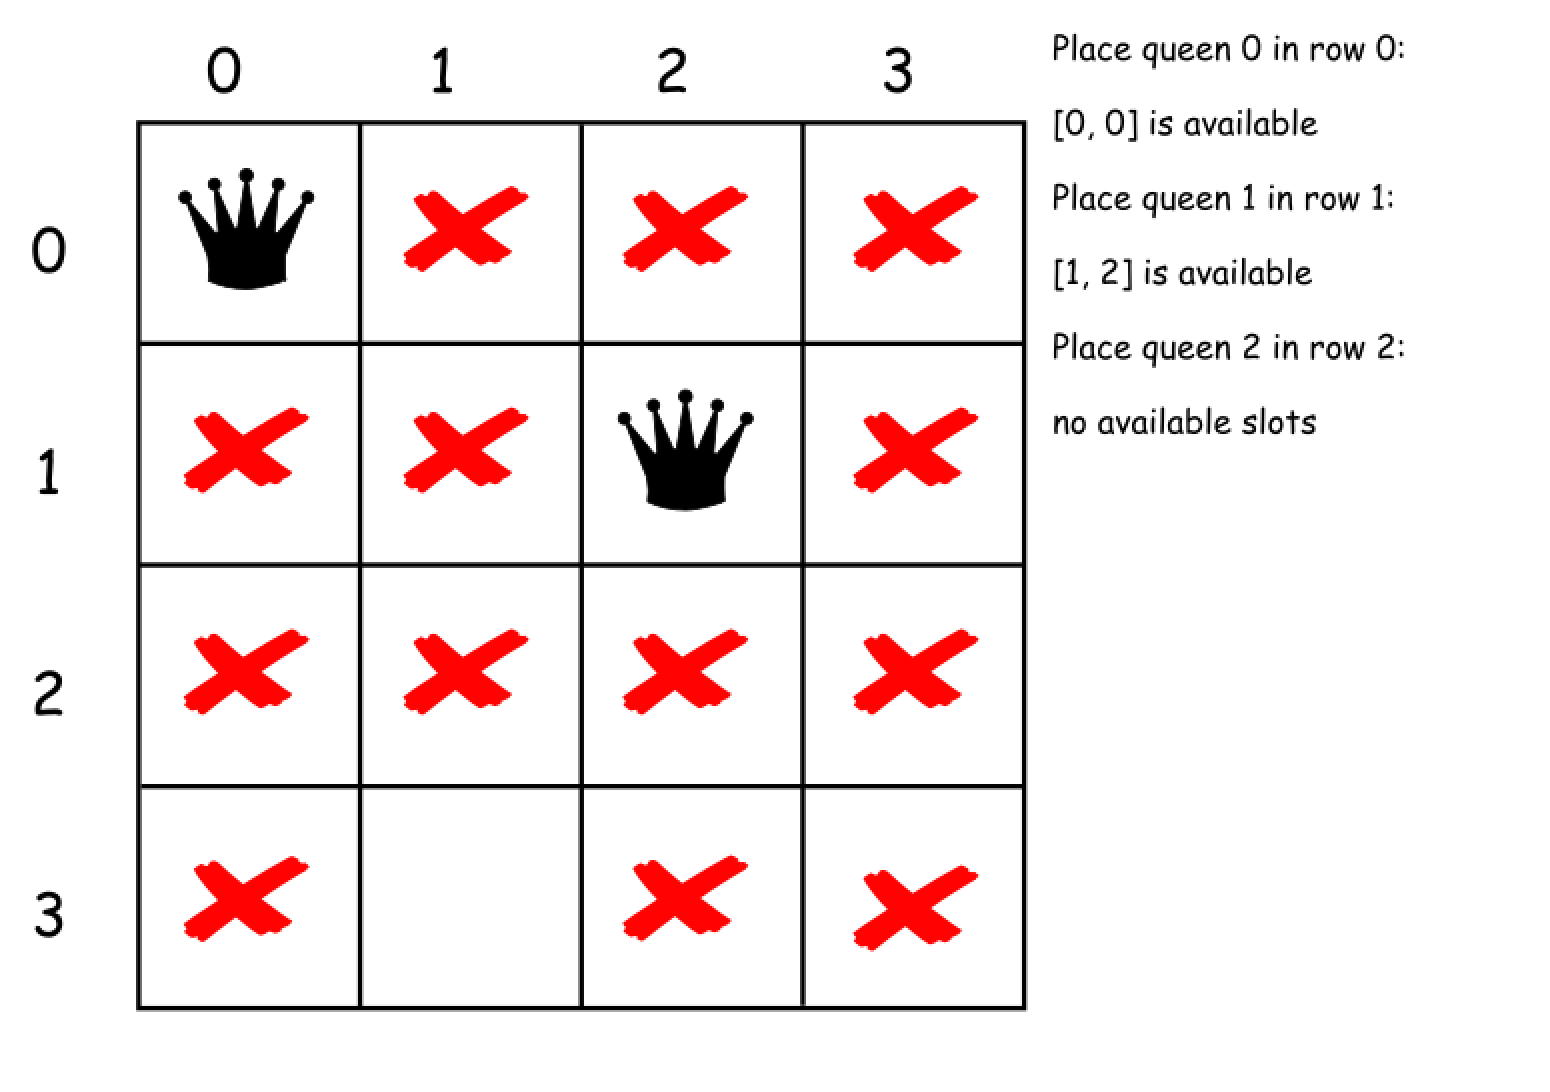 0 1 2 3
0
1
2
3
Place queen 0 in row 0:
[0, 0] is available
Place queen 1 in row 1:
[1, 2] is available
Place queen 2 in row 2:
no available slots